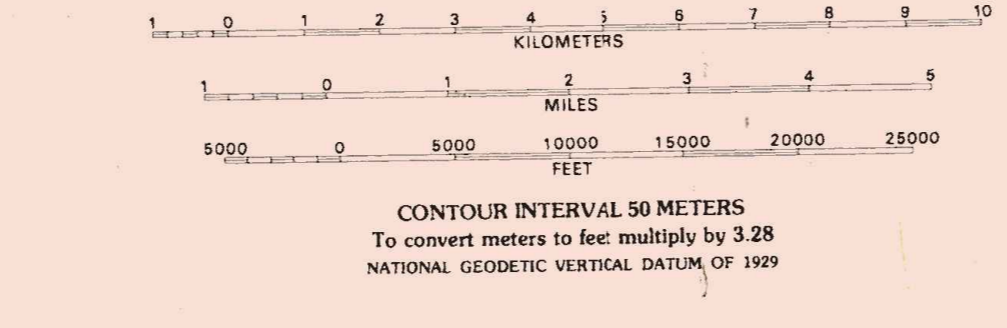 1 0 1 2 3 4 5 6 7 8 9 10
KILOMETERS
1 0 1 2 3 4 5
MILES
5000 0 5000 10000 15000 20000 25000
FEET
CONTOUR INTERVAL 50 METERS
To convert meters to feet multiply by 3.28
NATIONAL GEODETIC VERTICAL DATUM OF 1929